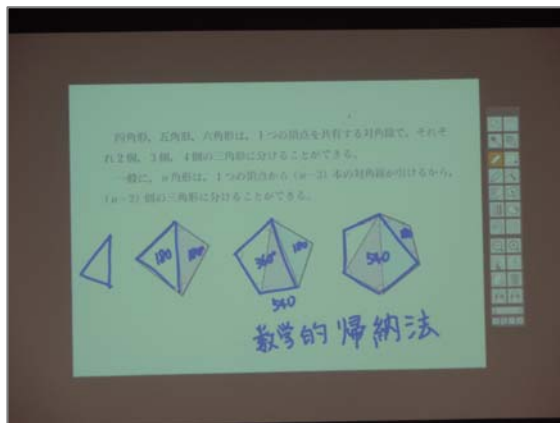 四角形，五角形，六角形は，1つの頂点を共有する対角線で，それぞ
れ2個，3個，4個の三角形に分けることができる。
一般に，n角形は，1つの頂点から(n-3)本の対角線が引けるから，
(n-2)個の三角形に分けることができる。
180 180
360° 180
540
540
数学的帰納法